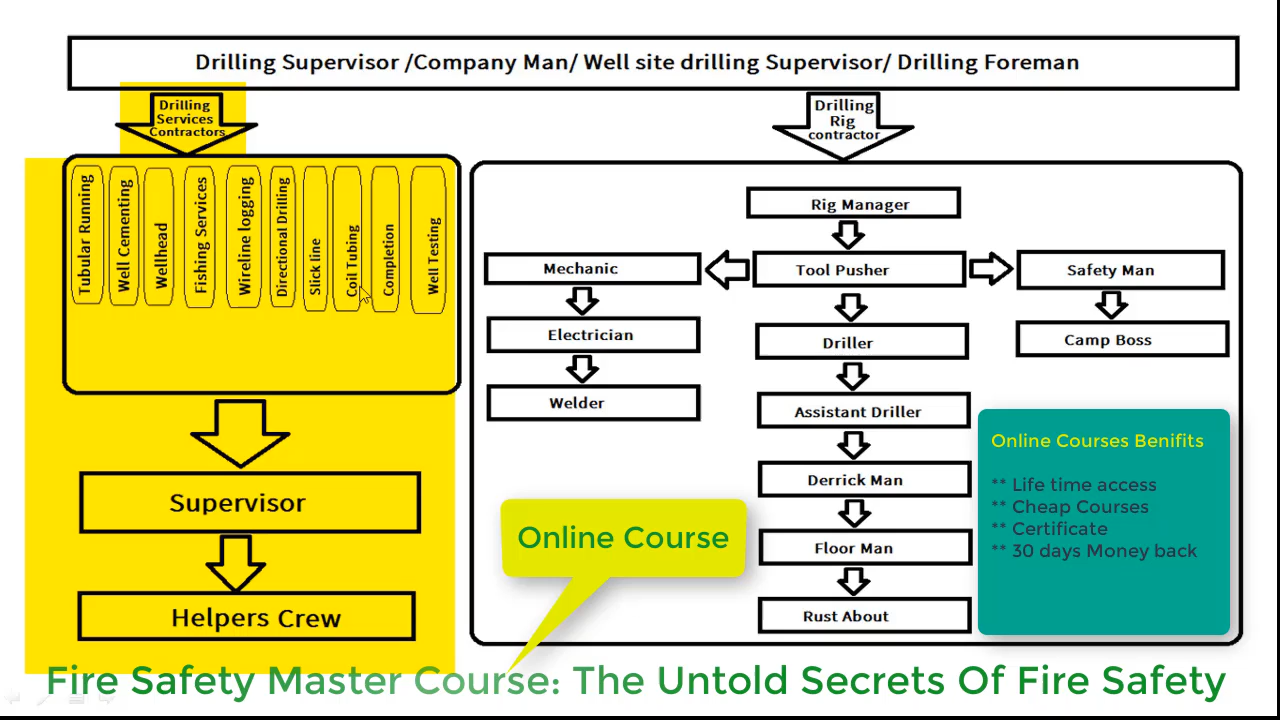 Drilling Supervisor /Company Man/ Well site drilling Supervisor/ Drilling Foreman
Drilling
Services
Contractors
Drilling
Rig
contractor
Tubular Running
Well Cementing
Wellhead
Fishing Services
Wireline logging
Directional Drilling
Slick line
Coil Tubing
Completion
Well Testing
Supervisor
Helpers Crew
Rig Manager
Mechanic
Tool Pusher
Safety Man
Electrician
Driller
Camp Boss
Welder
Assistant Driller
Derrick Man
Floor Man
Rust About
Online Courses Benifits
** Life time access
** Cheap Courses
** Certificate
** 30 days Money back
Online Course
Fire Safety Master Course: The Untold Secrets Of Fire Safety